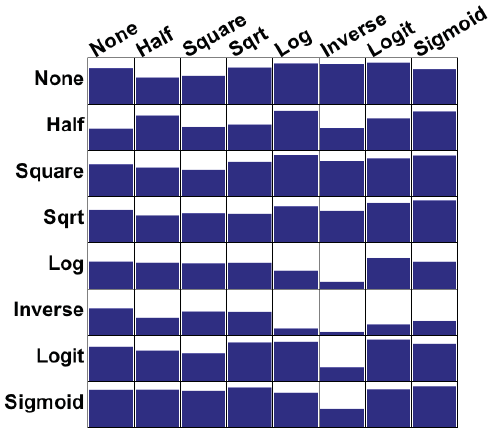 None Half Square Sqrt Log Inverse Logit Sigmoid
None
Half
Square
Sqrt
Log
Inverse
Logit
Sigmoid